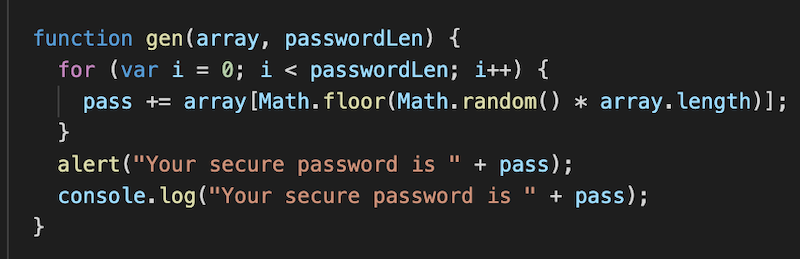 function gen(array, passwordLen) {
  for (var i = 0; i < passwordLen; i++) {
    pass += array[Math.floor(Math.random() * array.length)];
  }
  alert("Your secure password is " + pass);
  console.log("Your secure password is " + pass);
}